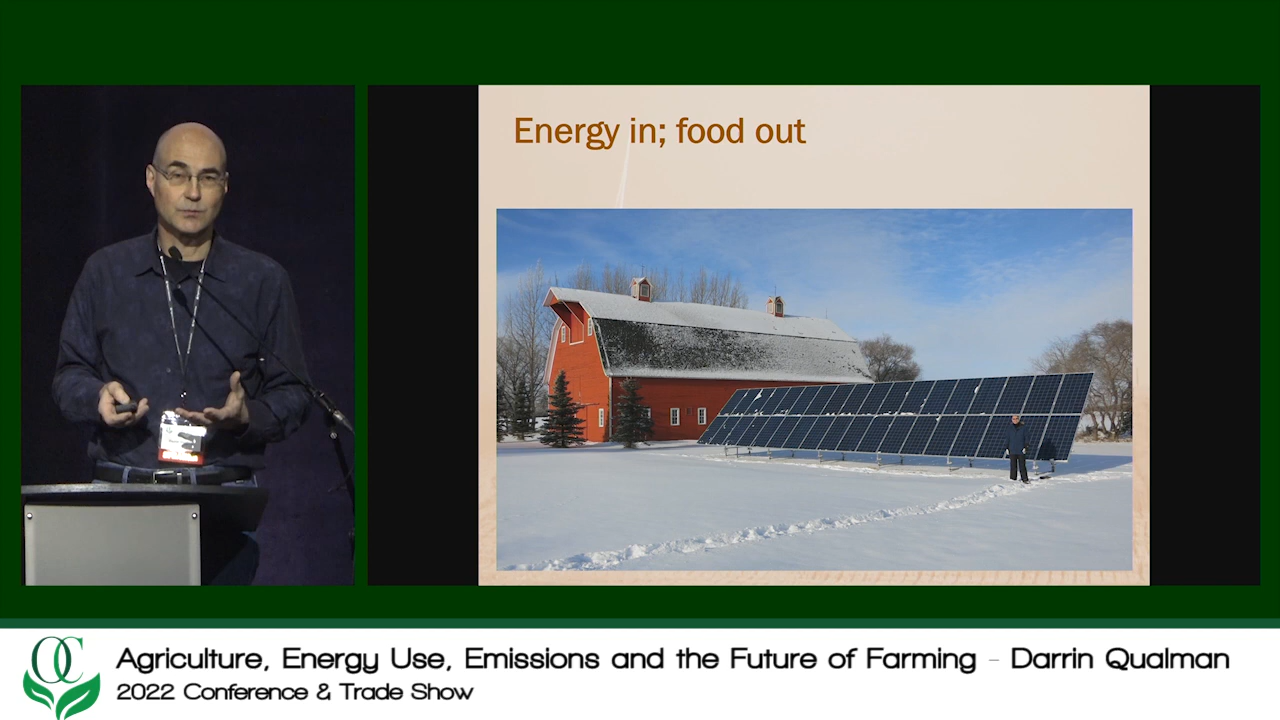 Energy in; food out
OC
Agriculture, Energy Use, Emissions and the Future of Farming - Darrin Qualman
2022 Conference & Trade Show